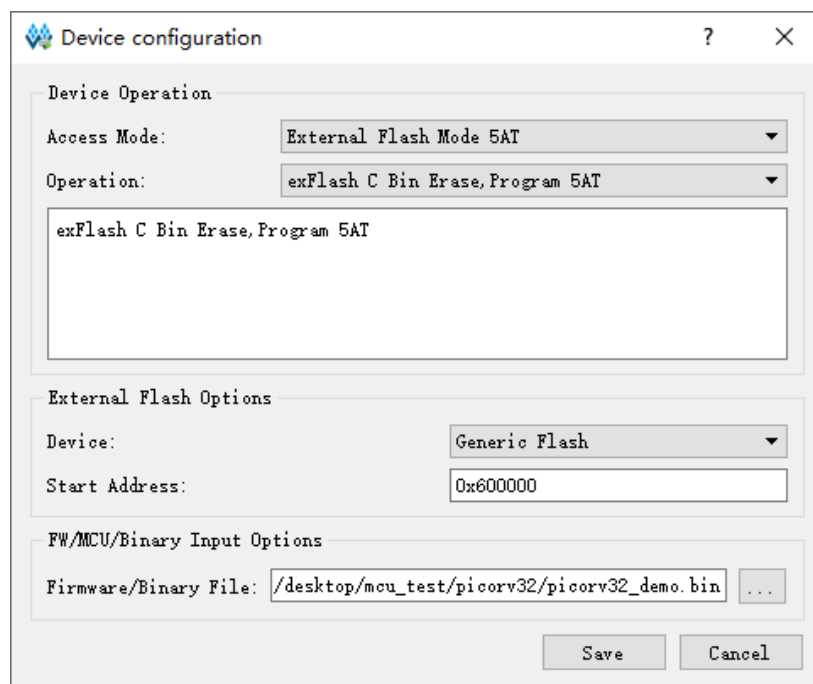 Device configuration ?
Device Operation
Access Mode: External Flash Mode 5AT
Operation: exFlash C Bin Erase,Program 5AT
exFlash C Bin Erase,Program 5AT
External Flash Options
Device: Generic Flash
Start Address: 0x600000
FW/MCU/Binary Input Options
Firmware/Binary File: /desktop/mcu_test/picorv32/picorv32_demo.bin ...
Save Cancel